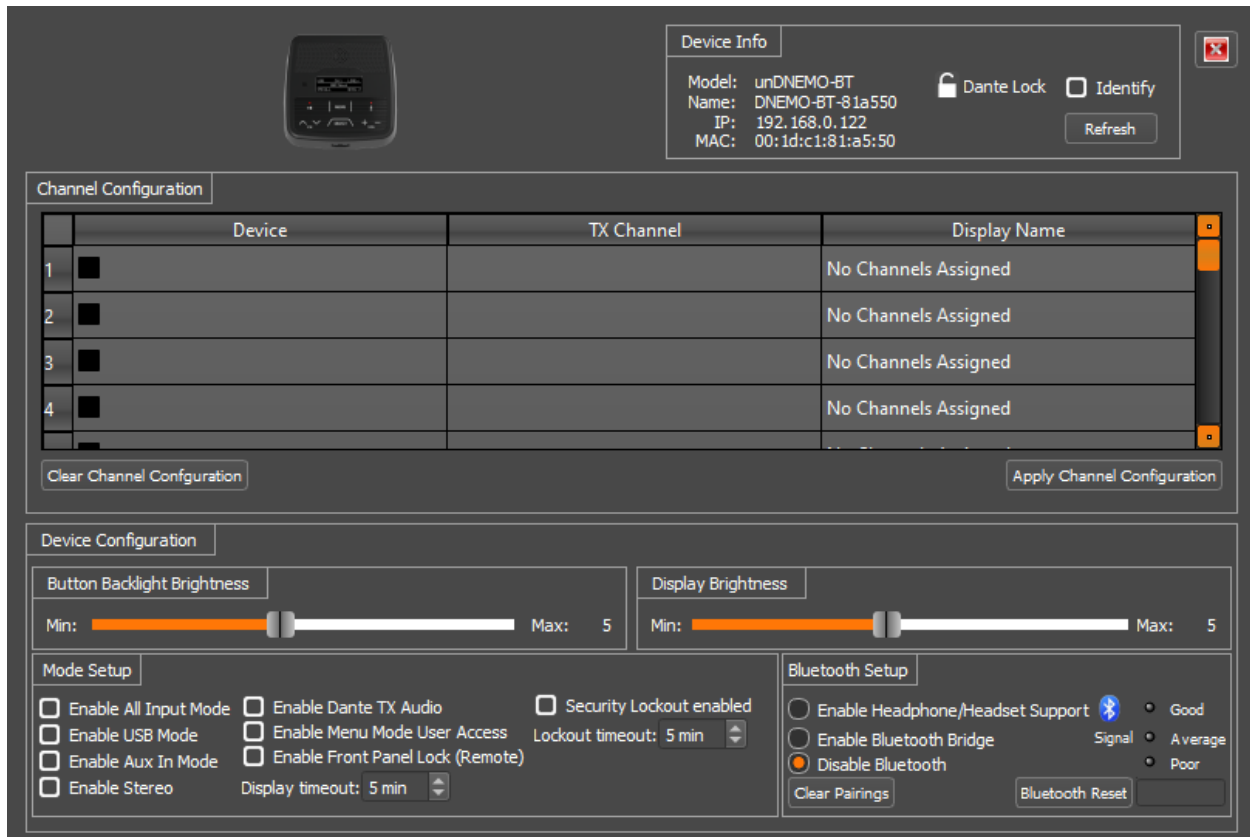 Device Info
Model: unDNEMO-BT
Name: DNEMO-BT-81a550
IP: 192.168.0.122
MAC: 00:1d:c1:81:a5:50
Dante Lock
Identify
Refresh
Channel Configuration
Device TX Channel Display Name
1 No Channels Assigned
2 No Channels Assigned
3 No Channels Assigned
4 No Channels Assigned
Clear Channel Confguration
Apply Channel Configuration
Device Configuration
Button Backlight Brightness
Min: Max: 5
Display Brightness
Min: Max: 5
Mode Setup
Enable All Input Mode
Enable USB Mode
Enable Aux In Mode
Enable Stereo
Enable Dante TX Audio
Enable Menu Mode User Access
Enable Front Panel Lock (Remote)
Display timeout: 5 min
Security Lockout enabled
Lockout timeout: 5 min
Bluetooth Setup
Enable Headphone/Headset Support
Enable Bluetooth Bridge
Disable Bluetooth
Signal
Good
Average
Poor
Clear Pairings
Bluetooth Reset